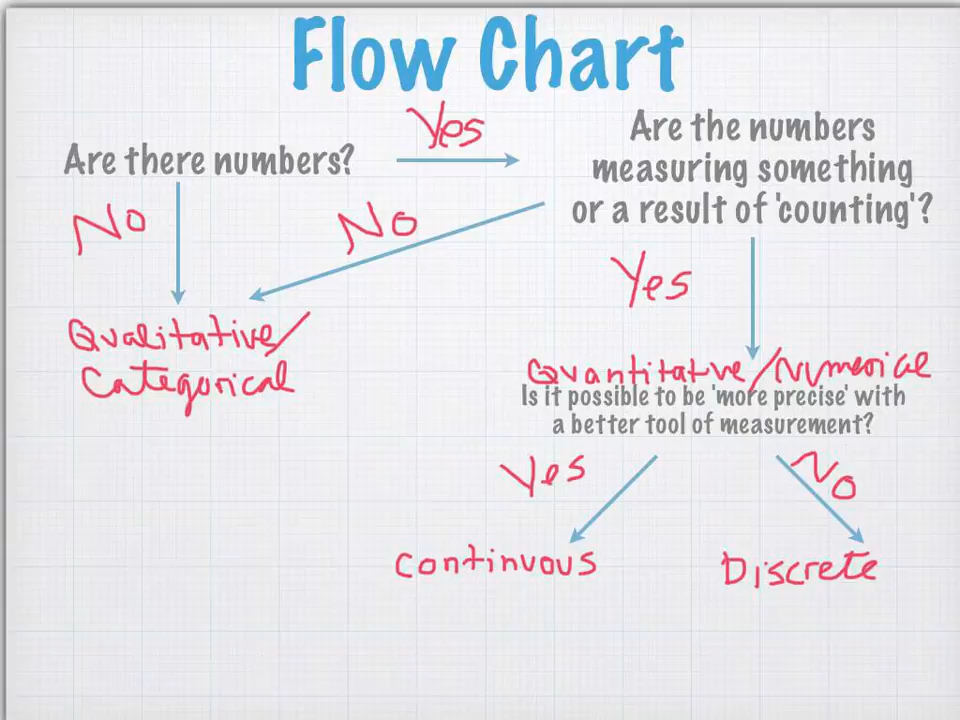 Flow Chart
Yes
Are there numbers?
Are the numbers
measuring something
or a result of 'counting'?
No
No
Yes
Qualitative/
Categorical
Quantitative/Numerical
Is it possible to be 'more precise' with
a better tool of measurement?
Yes
No
Continuous
Discrete